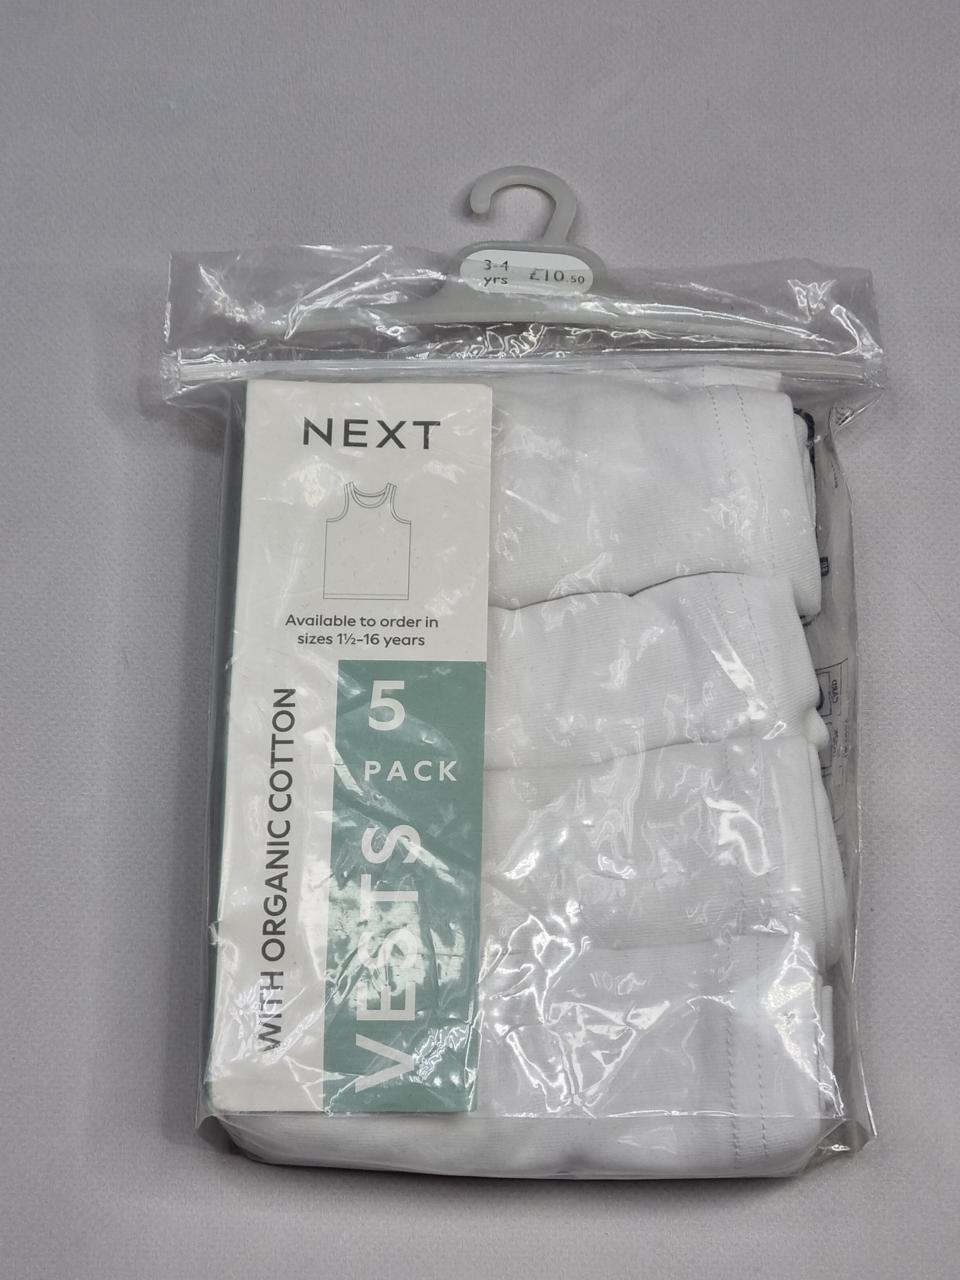 3-4
yrs
£10.50
NEXT
Available to order in
sizes 1½-16 years
WITH ORGANIC COTTON
5
PACK
VESTS